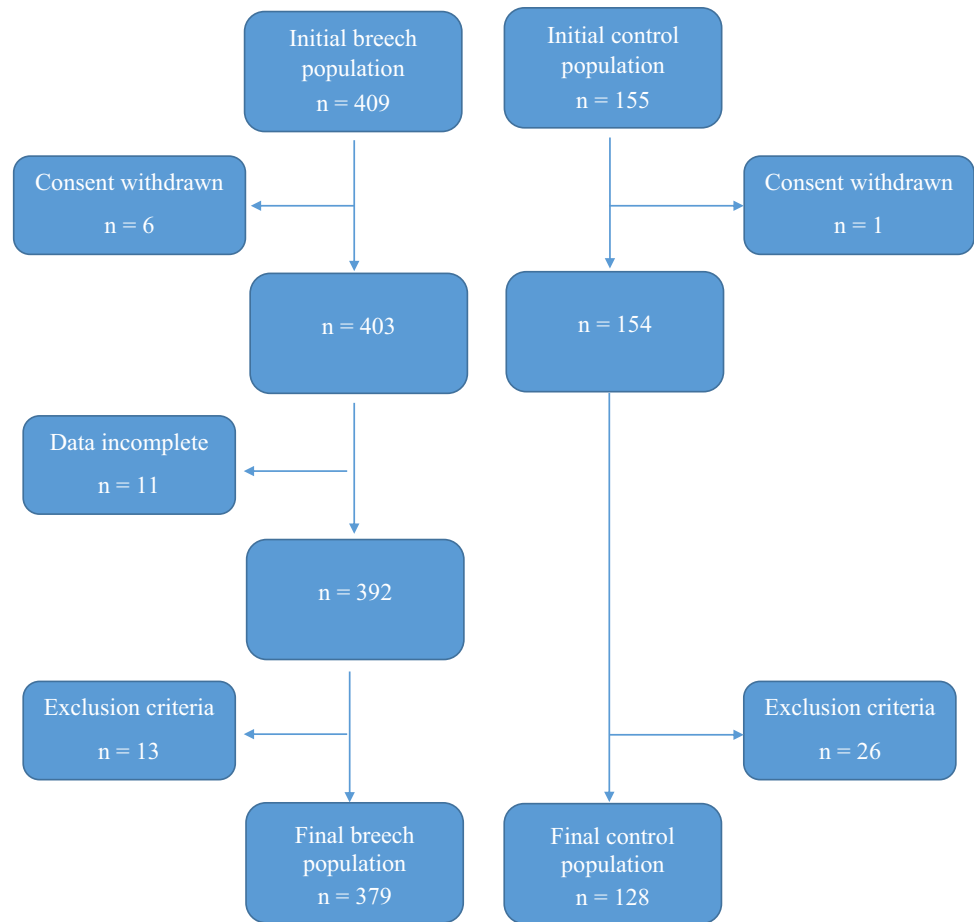 Initial breech
population
n = 409
Initial control
population
n = 155
Consent withdrawn
n = 6
Consent withdrawn
n = 1
n = 403
n = 154
Data incomplete
n = 11
n = 392
Exclusion criteria
n = 13
Exclusion criteria
n = 26
Final breech
population
n = 379
Final control
population
n = 128